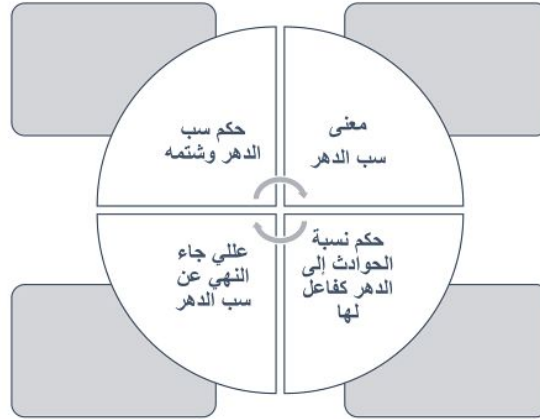 معنى
سب الدهر
حكم سب
الدهر وشتمه
حكم نسبة
الحوادث إلى
الدهر كفاعل
لها
عللي جاء
النهي عن
سب الدهر